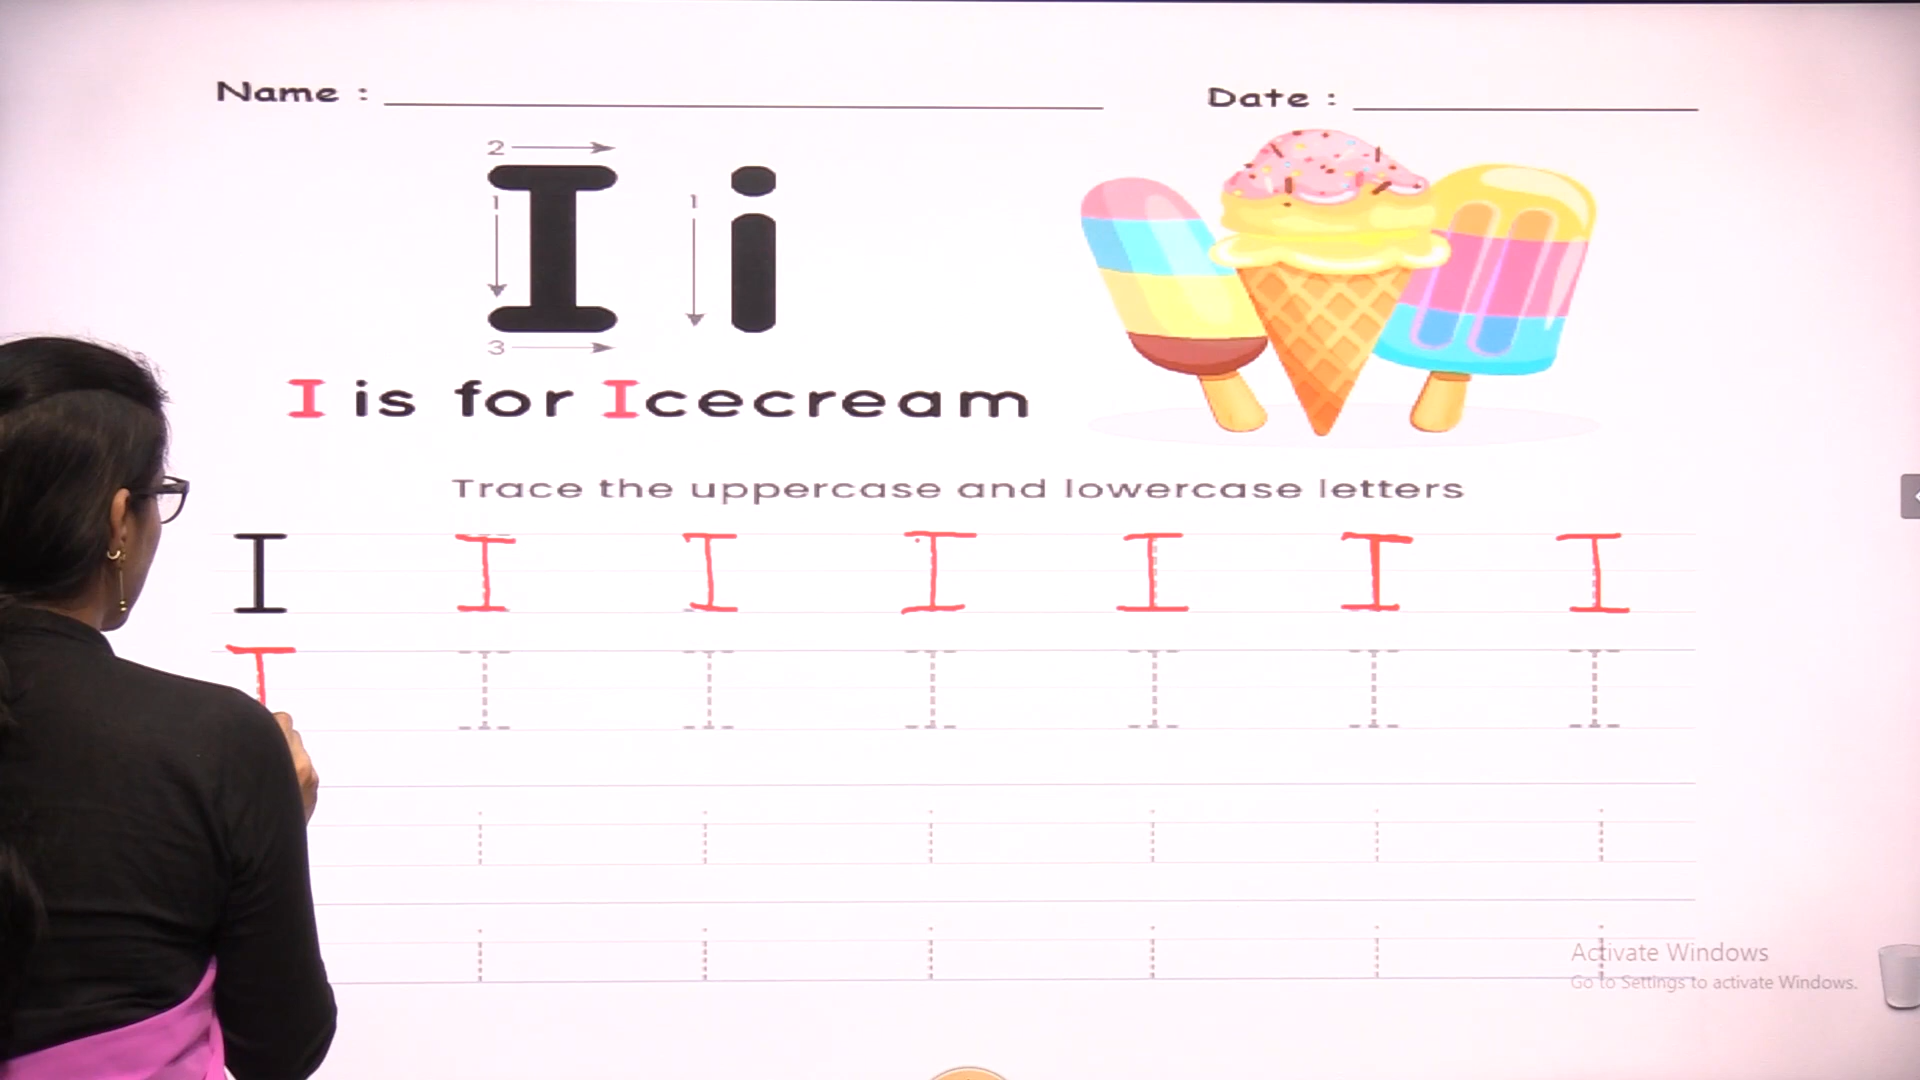 Name : Date :
2
1 I 1 i
3
I is for Icecream
Trace the uppercase and lowercase letters
I I I I I I I
I I I I I I I
i i i i i i
i i i i i i
Activate Windows
Go to Settings to activate Windows.